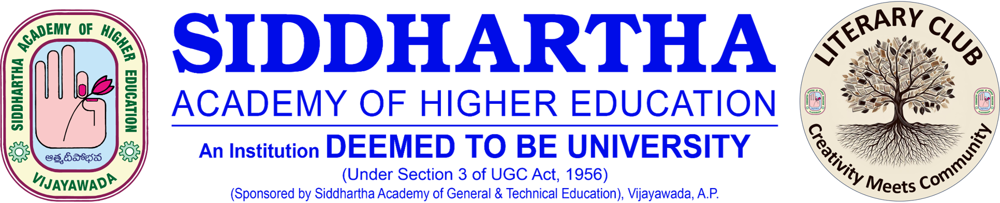 SIDDHARTHA ACADEMY OF HIGHER EDUCATION
ఆత్మదీపోభవ
VIJAYAWADA
SIDDHARTHA
ACADEMY OF HIGHER EDUCATION
An Institution DEEMED TO BE UNIVERSITY
(Under Section 3 of UGC Act, 1956)
(Sponsored by Siddhartha Academy of General & Technical Education), Vijayawada, A.P.
LITERARY CLUB
Creativity Meets Community